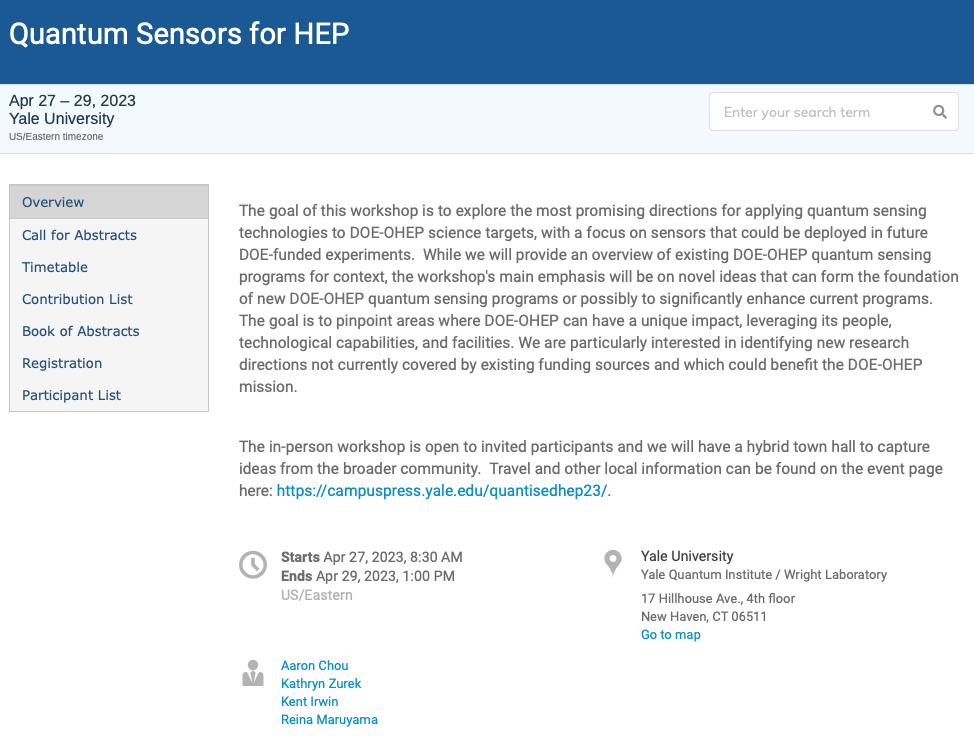 Quantum Sensors for HEP
Apr 27 – 29, 2023
Yale University
US/Eastern timezone
Enter your search term
Overview
Call for Abstracts
Timetable
Contribution List
Book of Abstracts
Registration
Participant List
The goal of this workshop is to explore the most promising directions for applying quantum sensing
technologies to DOE-OHEP science targets, with a focus on sensors that could be deployed in future
DOE-funded experiments.  While we will provide an overview of existing DOE-OHEP quantum sensing
programs for context, the workshop's main emphasis will be on novel ideas that can form the foundation
of new DOE-OHEP quantum sensing programs or possibly to significantly enhance current programs.
The goal is to pinpoint areas where DOE-OHEP can have a unique impact, leveraging its people,
technological capabilities, and facilities. We are particularly interested in identifying new research
directions not currently covered by existing funding sources and which could benefit the DOE-OHEP
mission.
The in-person workshop is open to invited participants and we will have a hybrid town hall to capture
ideas from the broader community.  Travel and other local information can be found on the event page
here: https://campuspress.yale.edu/quantisedhep23/.
Starts Apr 27, 2023, 8:30 AM
Ends Apr 29, 2023, 1:00 PM
US/Eastern
Yale University
Yale Quantum Institute / Wright Laboratory
17 Hillhouse Ave., 4th floor
New Haven, CT 06511
Go to map
Aaron Chou
Kathryn Zurek
Kent Irwin
Reina Maruyama